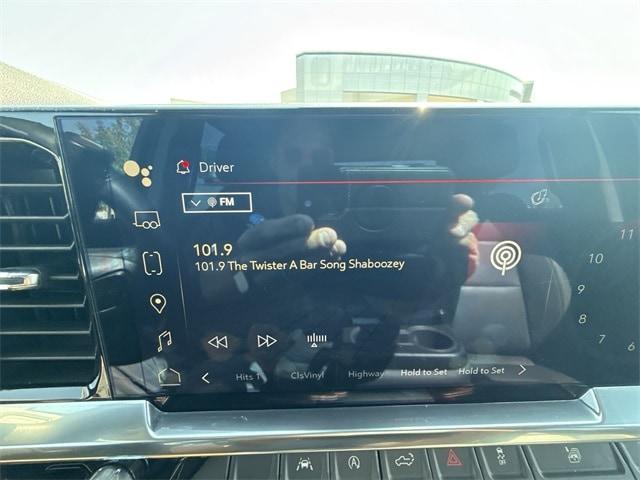 Driver
FM
101.9
101.9 The Twister A Bar Song Shaboozey
Hits 1 ClsVinyl Highway Hold to Set Hold to Set
11
10
9
8
7
6